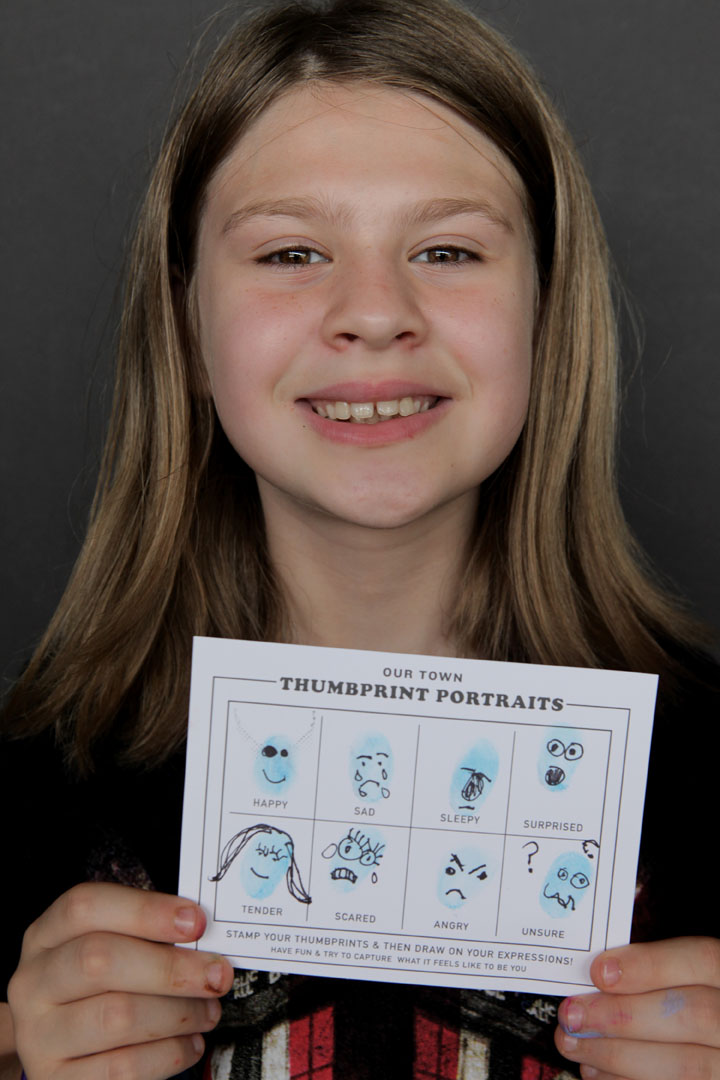 OUR TOWN
THUMBPRINT PORTRAITS
HAPPY
SAD
SLEEPY
SURPRISED
?
TENDER
SCARED
ANGRY
UNSURE
STAMP YOUR THUMBPRINTS & THEN DRAW ON YOUR EXPRESSIONS!
HAVE FUN & TRY TO CAPTURE WHAT IT FEELS LIKE TO BE YOU